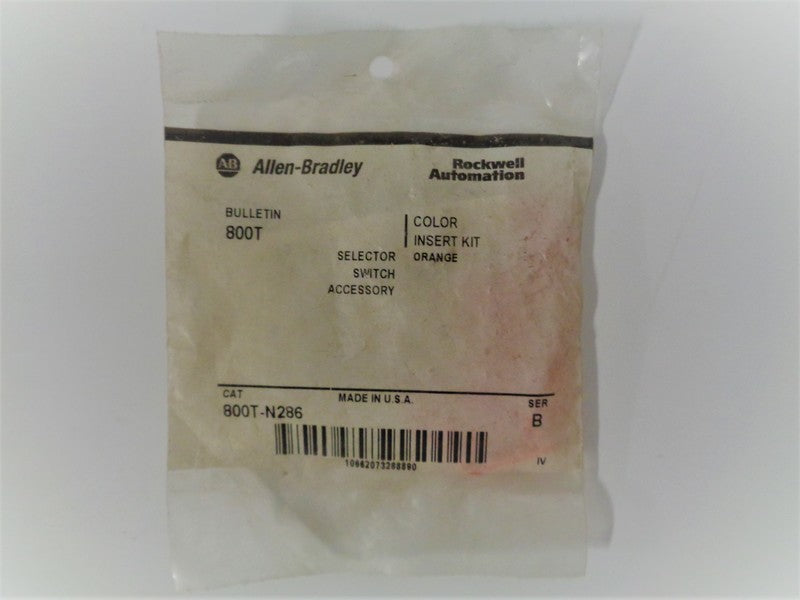 AB Allen-Bradley
Rockwell
Automation
BULLETIN
800T
COLOR
INSERT KIT
ORANGE
SELECTOR
SWITCH
ACCESSORY
CAT
MADE IN U.S.A.
SER
800T-N286
B
10662073288890
IV